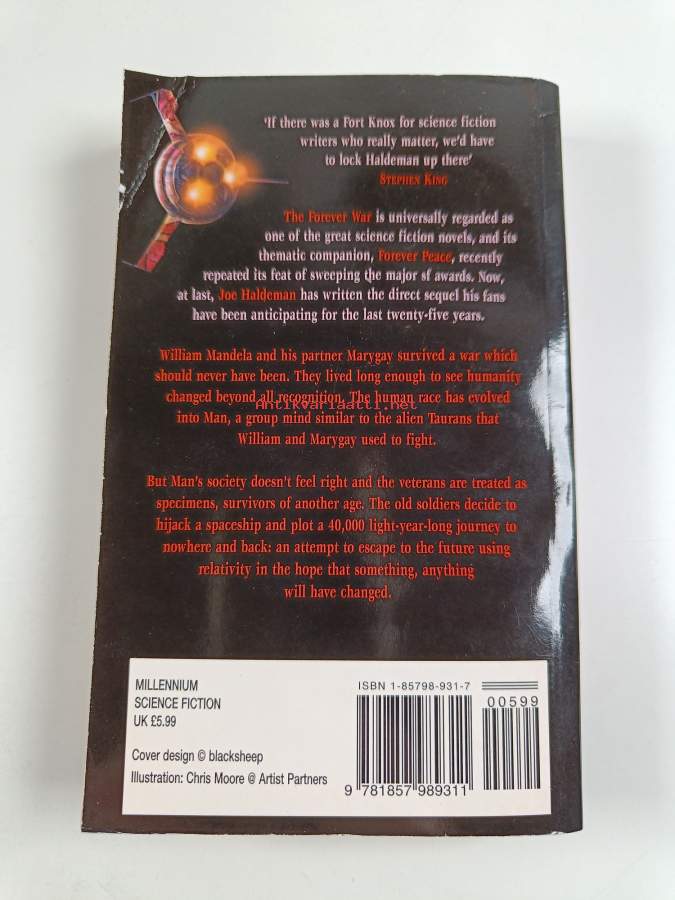 'If there was a Fort Knox for science fiction
writers who really matter, we'd have
to lock Haldeman up there'
STEPHEN KING
The Forever War is universally regarded as
one of the great science fiction novels, and its
thematic companion, Forever Peace, recently
repeated its feat of sweeping the major sf awards. Now,
at last, Joe Haldeman has written the direct sequel his fans
have been anticipating for the last twenty-five years.
William Mandela and his partner Marygay survived a war which
should never have been. They lived long enough to see humanity
changed beyond all recognition. The human race has evolved
Antikvariaatti.net
into Man, a group mind similar to the alien Taurans that
William and Marygay used to fight.
But Man's society doesn't feel right and the veterans are treated as
specimens, survivors of another age. The old soldiers decide to
hijack a spaceship and plot a 40,000 light-year-long journey to
nowhere and back: an attempt to escape to the future using
relativity in the hope that something, anything
will have changed.
MILLENNIUM
SCIENCE FICTION
UK £5.99
Cover design © blacksheep
Illustration: Chris Moore @ Artist Partners
ISBN 1-85798-931-7
00599
9 781857 989311